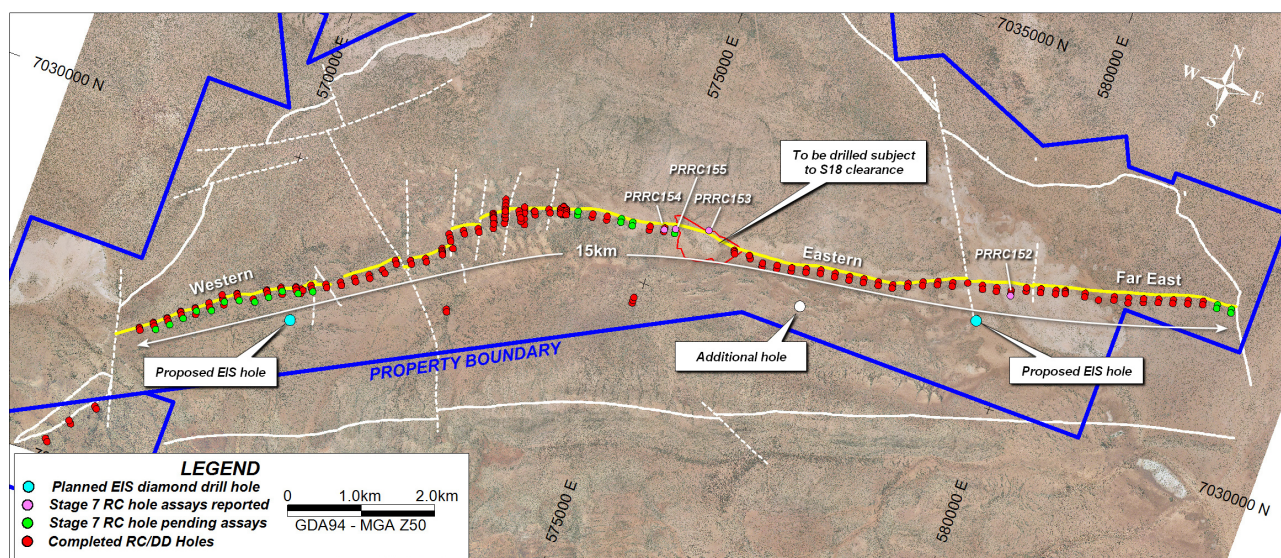 7030000 N
570000 E
575000 E
7035000 N
580000 E
N
W
E
S
To be drilled subject
to S18 clearance
PRRC155
PRRC154
PRRC153
PRRC152
Western
15km
Eastern
Far East
Proposed EIS hole
PROPERTY BOUNDARY
Additional hole
Proposed EIS hole
575000 E
580000 E
7030000 N
LEGEND
Planned EIS diamond drill hole
Stage 7 RC hole assays reported
Stage 7 RC hole pending assays
Completed RC/DD Holes
0 1.0km 2.0km
GDA94 - MGA Z50